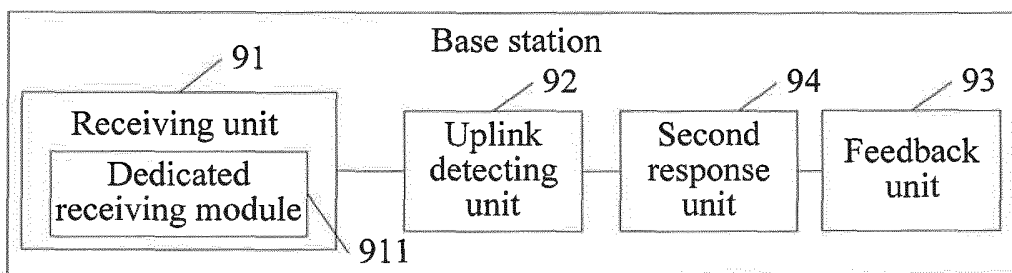 Base station
91
92
94
93
Receiving unit
Dedicated
receiving module
911
Uplink
detecting
unit
Second
response
unit
Feedback
unit